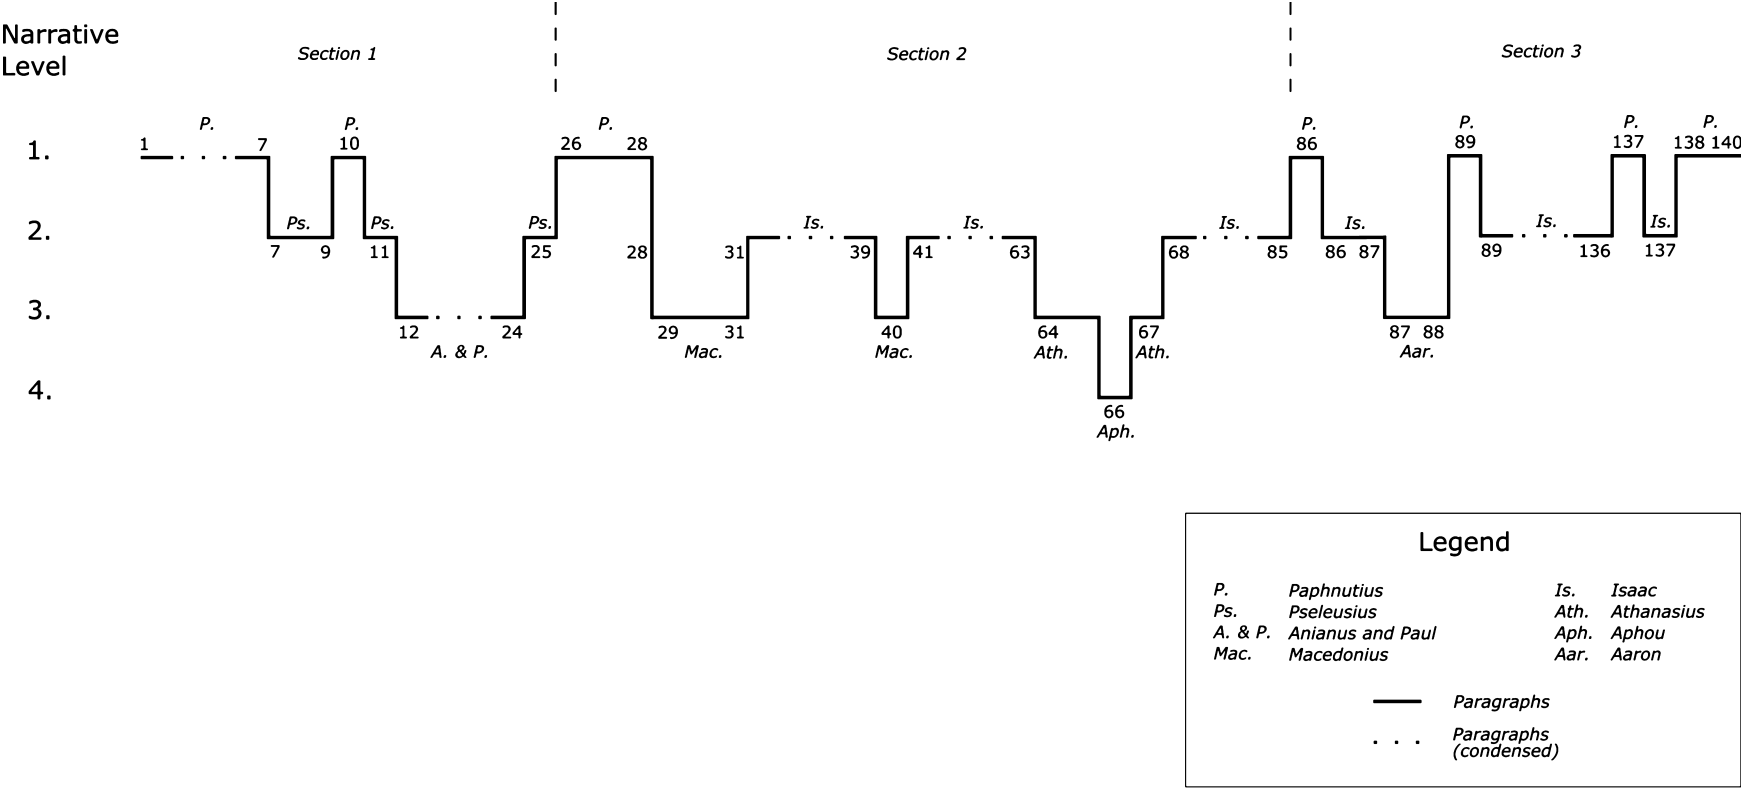 Narrative
Level
Section 1
Section 2
Section 3
P.
P.
P.
P.
P.
P.
P.
1.
1
7
10
26
28
86
89
137
138 140
Ps.
Ps.
Ps.
Is.
Is.
Is.
Is.
Is.
Is.
2.
7
9
11
25
28
31
39
41
63
68
85
86 87
89
136
137
3.
12
24
29
31
40
64
67
87 88
A. & P.
Mac.
Mac.
Ath.
Ath.
Aar.
4.
66
Aph.
Legend
P. Paphnutius
Is. Isaac
Ps. Pseleusius
Ath. Athanasius
A. & P. Anianus and Paul
Aph. Aphou
Mac. Macedonius
Aar. Aaron
Paragraphs
Paragraphs
(condensed)